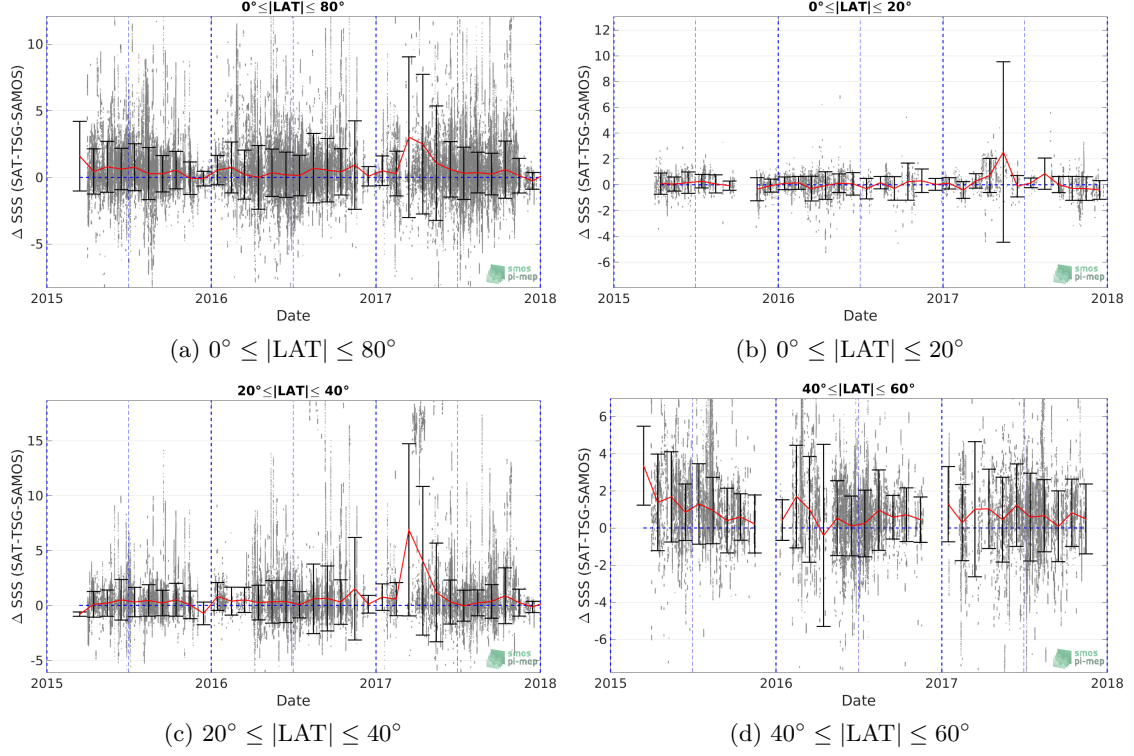 0°≤|LAT|≤ 80°
Δ SSS (SAT-TSG-SAMOS)
10
5
0
-5
2015
2016
2017
2018
Date
smos
pi-mep
(a) 0° ≤ |LAT| ≤ 80°
0°≤|LAT|≤ 20°
Δ SSS (SAT-TSG-SAMOS)
12
10
8
6
4
2
0
-2
-4
-6
2015
2016
2017
2018
Date
smos
pi-mep
(b) 0° ≤ |LAT| ≤ 20°
20°≤|LAT|≤ 40°
Δ SSS (SAT-TSG-SAMOS)
15
10
5
0
-5
2015
2016
2017
2018
Date
smos
pi-mep
(c) 20° ≤ |LAT| ≤ 40°
40°≤|LAT|≤ 60°
Δ SSS (SAT-TSG-SAMOS)
6
4
2
0
-2
-4
-6
2015
2016
2017
2018
Date
smos
pi-mep
(d) 40° ≤ |LAT| ≤ 60°